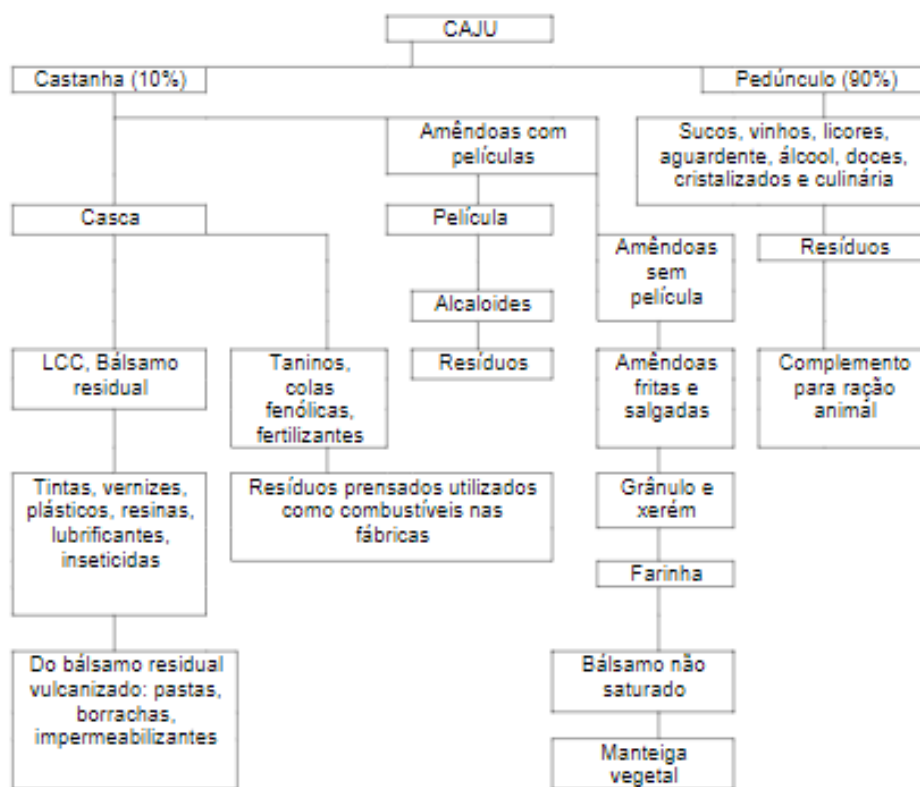 CAJU
Castanha (10%)
Pedúnculo (90%)
Amêndoas com
películas
Sucos, vinhos, licores,
aguardente, álcool, doces,
cristalizados e culinária
Casca
Película
Amêndoas
sem
película
Resíduos
Alcaloides
LCC, Bálsamo
residual
Taninos,
colas
fenólicas,
fertilizantes
Resíduos
Amêndoas
fritas e
salgadas
Complemento
para ração
animal
Tintas, vernizes,
plásticos, resinas,
lubrificantes,
inseticidas
Resíduos prensados utilizados
como combustíveis nas
fábricas
Grânulo e
xerém
Farinha
Do bálsamo residual
vulcanizado: pastas,
borrachas,
impermeabilizantes
Bálsamo não
saturado
Manteiga
vegetal